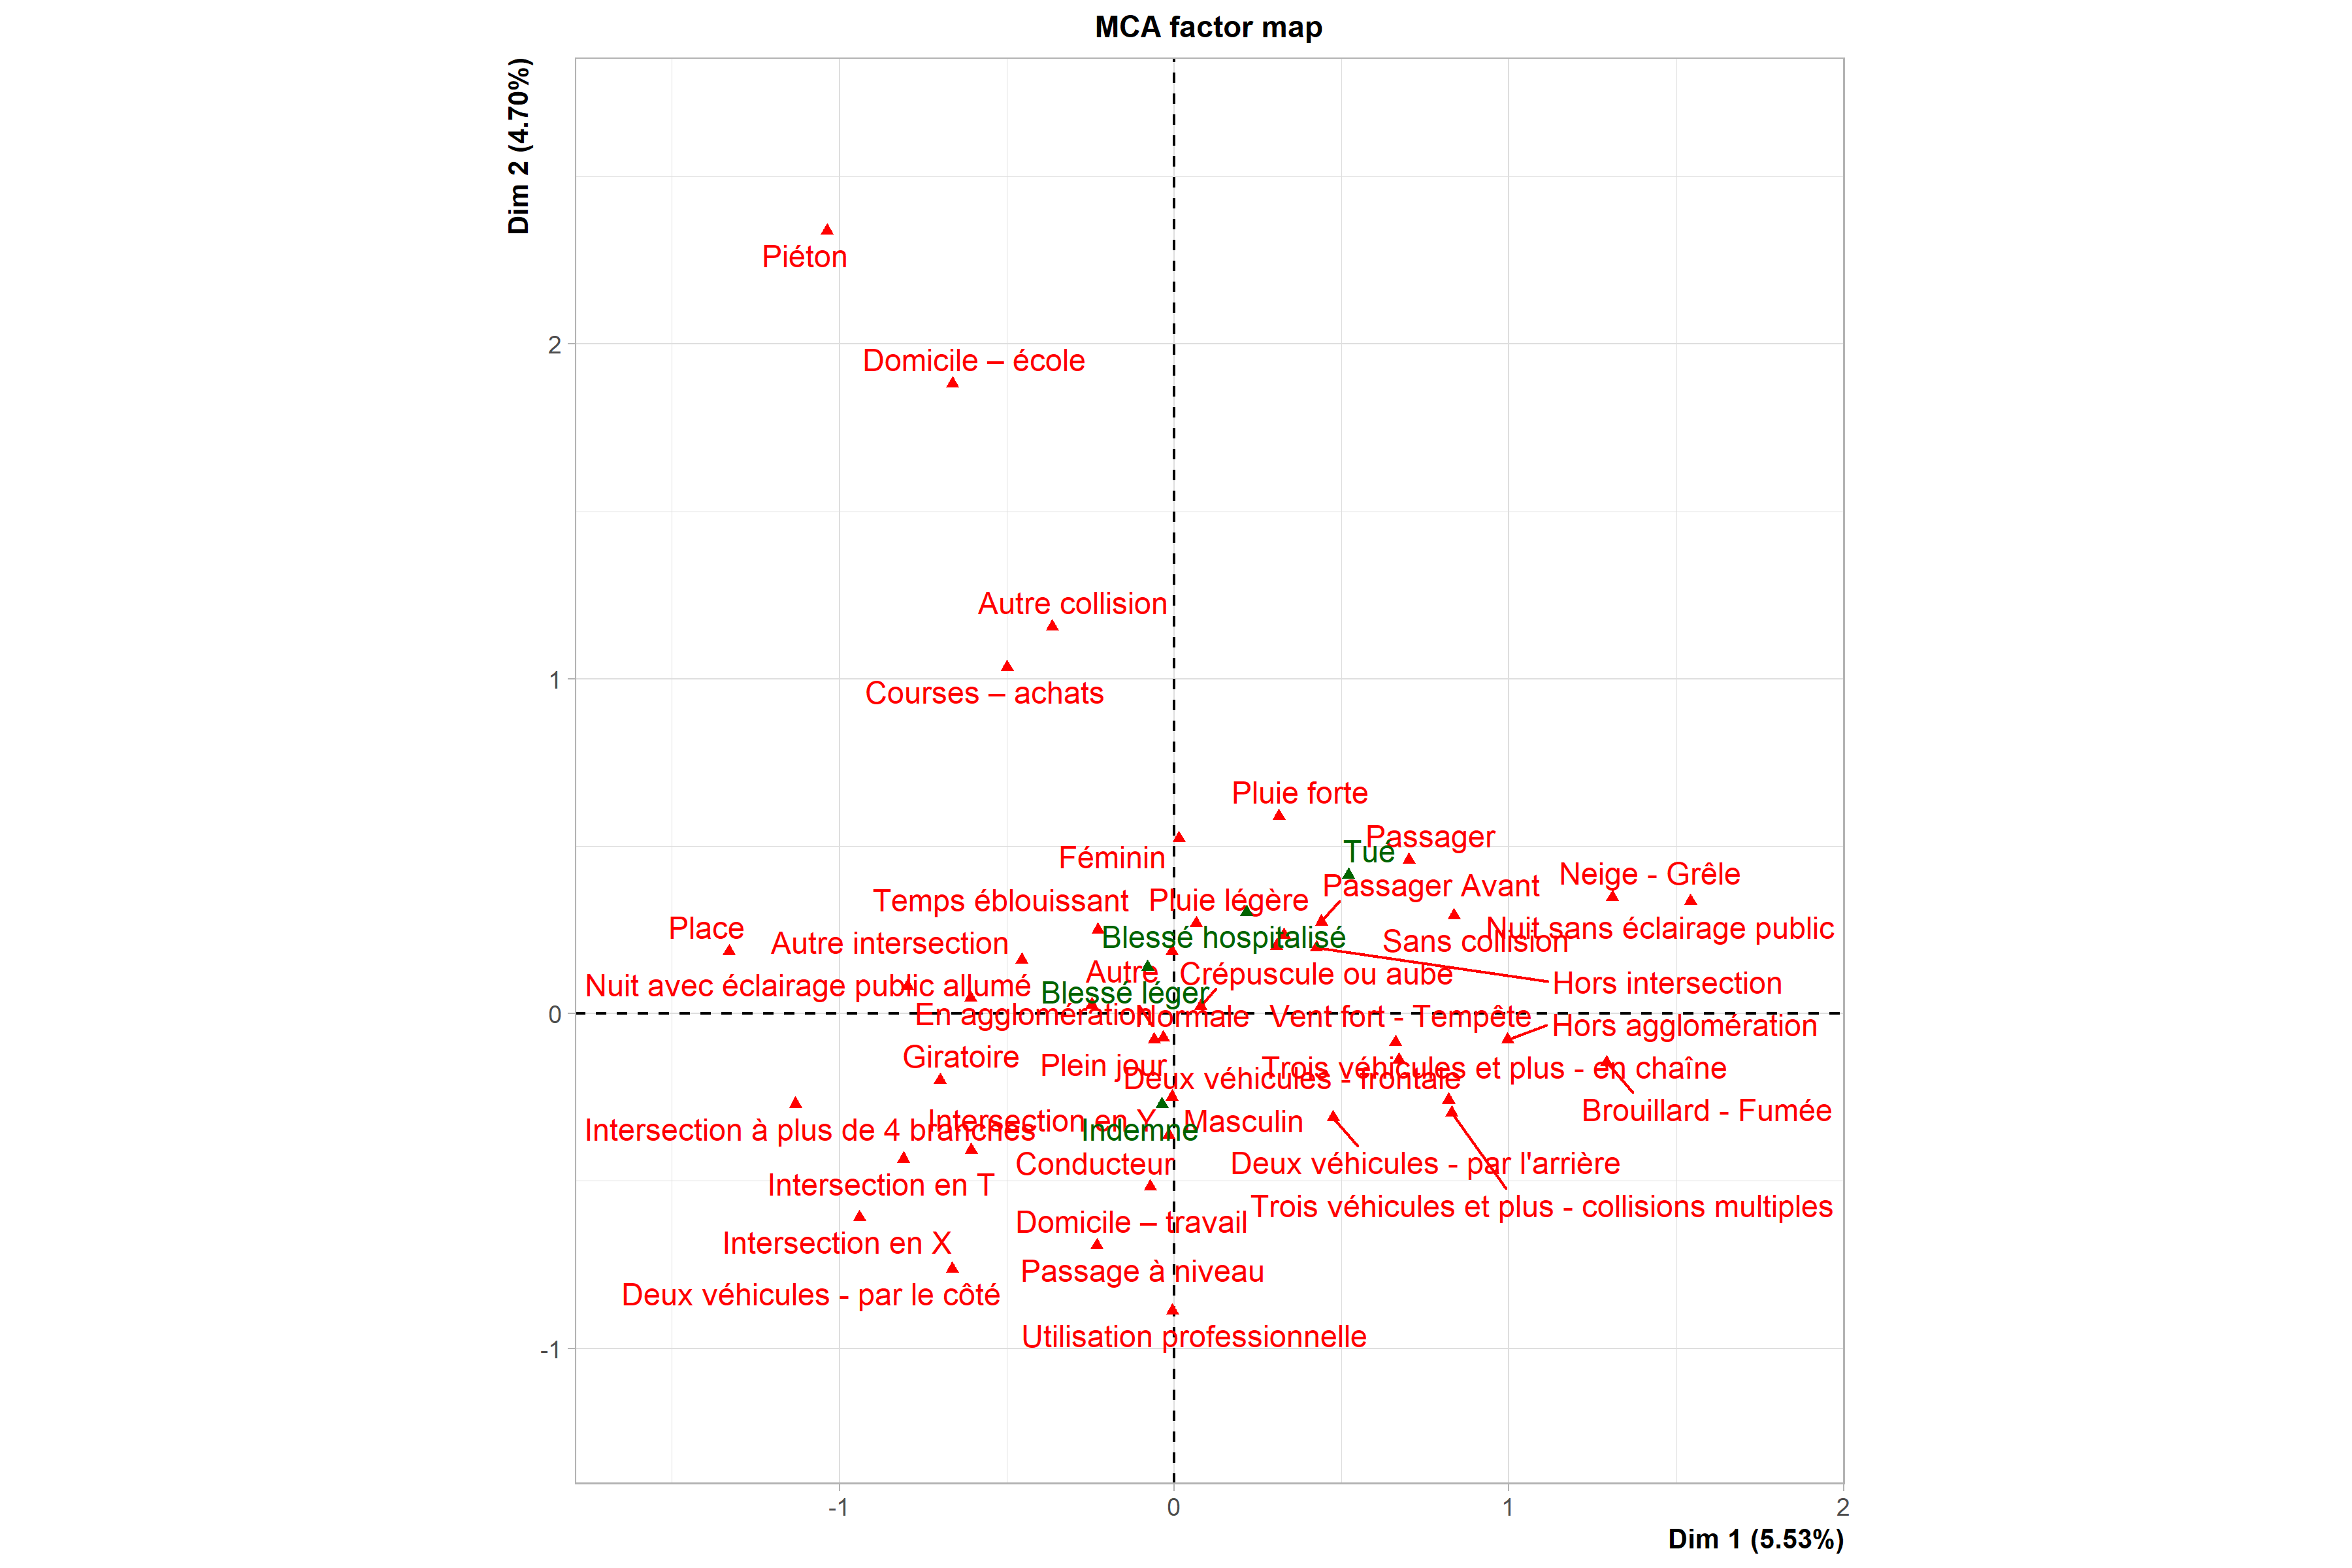 MCA factor map
Dim 2 (4.70%)
Piéton
2
Domicile – école
Autre collision
1
Courses – achats
Pluie forte
Passager
Tué
Féminin
Neige - Grêle
Passager Avant
Temps éblouissant
Pluie légère
Place
Nuit sans éclairage public
Blessé hospitalisé
Sans collision
Autre intersection
Autre
Crépuscule ou aube
Hors intersection
Nuit avec éclairage public allumé
Blessé léger
0
En agglomération
Normale
Vent fort - Tempête
Hors agglomération
Giratoire
Plein jour
Trois véhicules et plus - en chaîne
Deux véhicules - frontale
Brouillard - Fumée
Intersection en Y
Masculin
Intersection à plus de 4 branches
Indemne
Conducteur
Deux véhicules - par l'arrière
Intersection en T
Trois véhicules et plus - collisions multiples
Domicile – travail
Intersection en X
Passage à niveau
Deux véhicules - par le côté
Utilisation professionnelle
-1
-1
0
1
2
Dim 1 (5.53%)